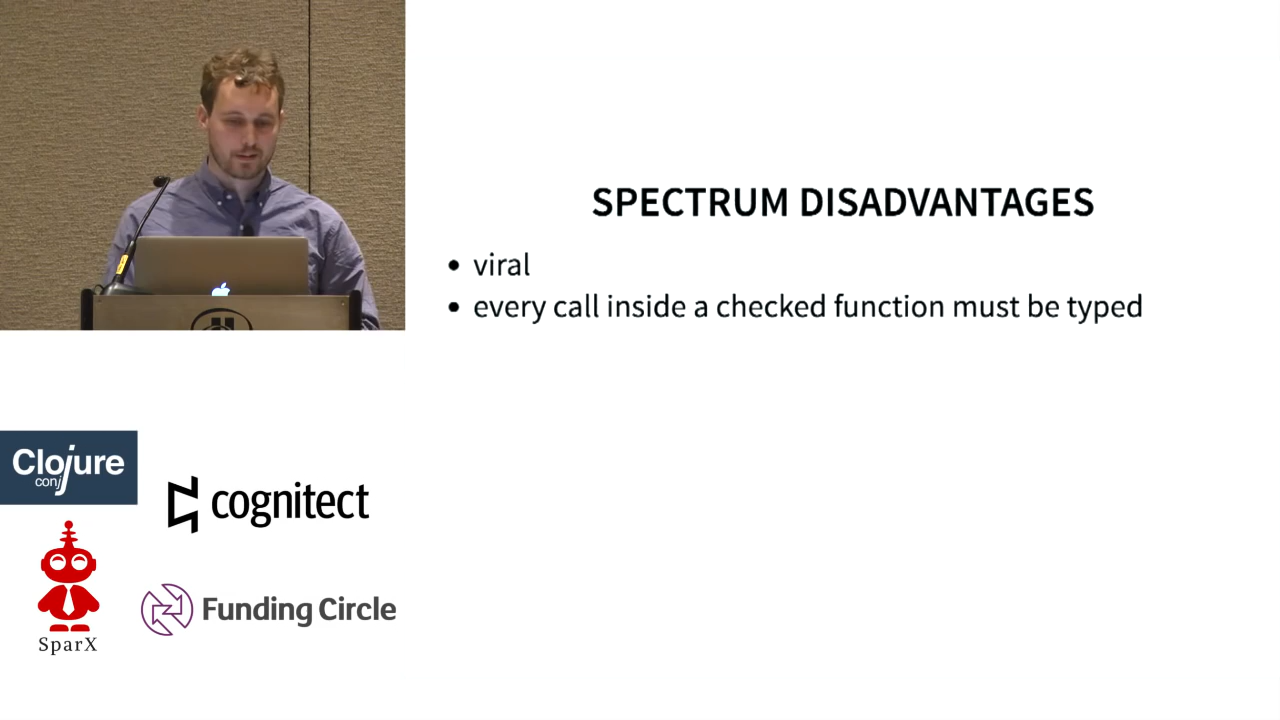 SPECTRUM DISADVANTAGES
• viral
• every call inside a checked function must be typed
Clojure
conj
cognitect
SparX
Funding Circle